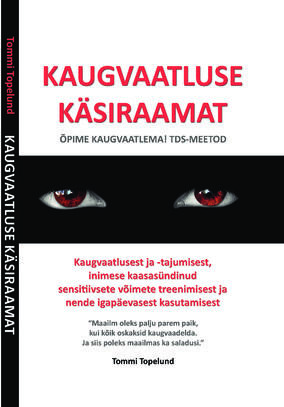 Tommi Topelund
KAUGVAATLUSE KÄSIRAAMAT
KAUGVAATLUSE
KÄSIRAAMAT
ÕPIME KAUGVAATLEMA! TDS-MEETOD
Kaugvaatlusest ja -tajumisest,
inimese kaasasündinud
sensitiivsete võimete treenimisest ja
nende igapäevasest kasutamisest
“Maailm oleks palju parem paik,
kui kõik oskaksid kaugvaadelda.
Ja siis poleks maailmas ka saladusi.”
Tommi Topelund